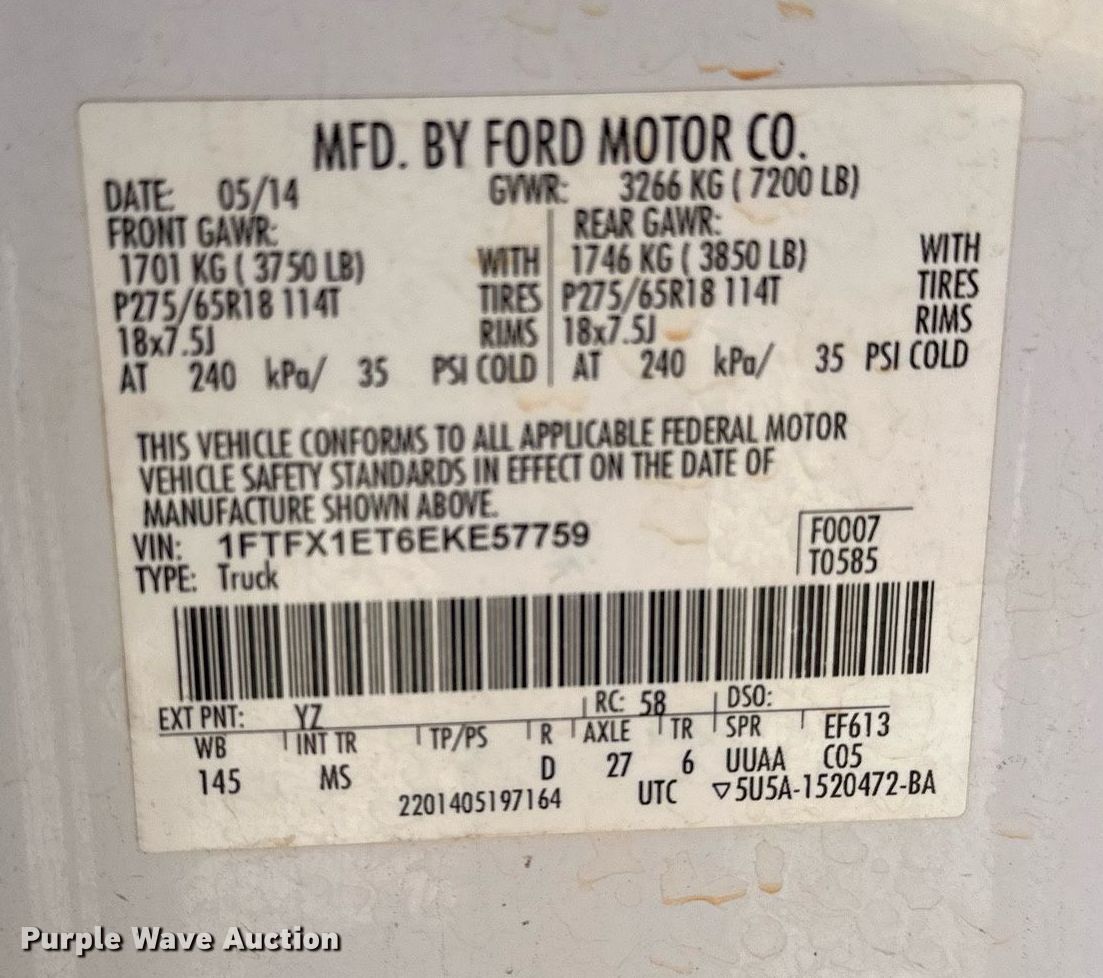 MFD. BY FORD MOTOR CO.
DATE: 05/14 GVWR: 3266 KG ( 7200 LB)
FRONT GAWR: REAR GAWR:
1701 KG ( 3750 LB) WITH 1746 KG ( 3850 LB) WITH
P275/65R18 114T TIRES P275/65R18 114T TIRES
18x7.5J RIMS 18x7.5J RIMS
AT 240 kPa/ 35 PSI COLD AT 240 kPa/ 35 PSI COLD
THIS VEHICLE CONFORMS TO ALL APPLICABLE FEDERAL MOTOR
VEHICLE SAFETY STANDARDS IN EFFECT ON THE DATE OF
MANUFACTURE SHOWN ABOVE.
VIN: 1FTFX1ET6EKE57759 F0007
TYPE: Truck T0585
EXT PNT: YZ RC: 58 DSO:
WB INT TR TP/PS R AXLE TR SPR EF613
145 MS D 27 6 UUAA C05
2201405197164 UTC ▽5U5A-1520472-BA
Purple Wave Auction